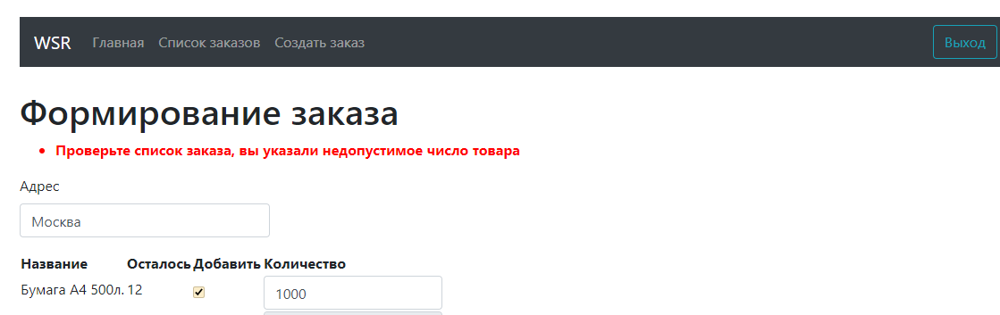 WSR Главная Список заказов Создать заказ Выход
Формирование заказа
Проверьте список заказа, вы указали недопустимое число товара
Адрес
Москва
Название Осталось Добавить Количество
Бумага А4 500л. 12 1000